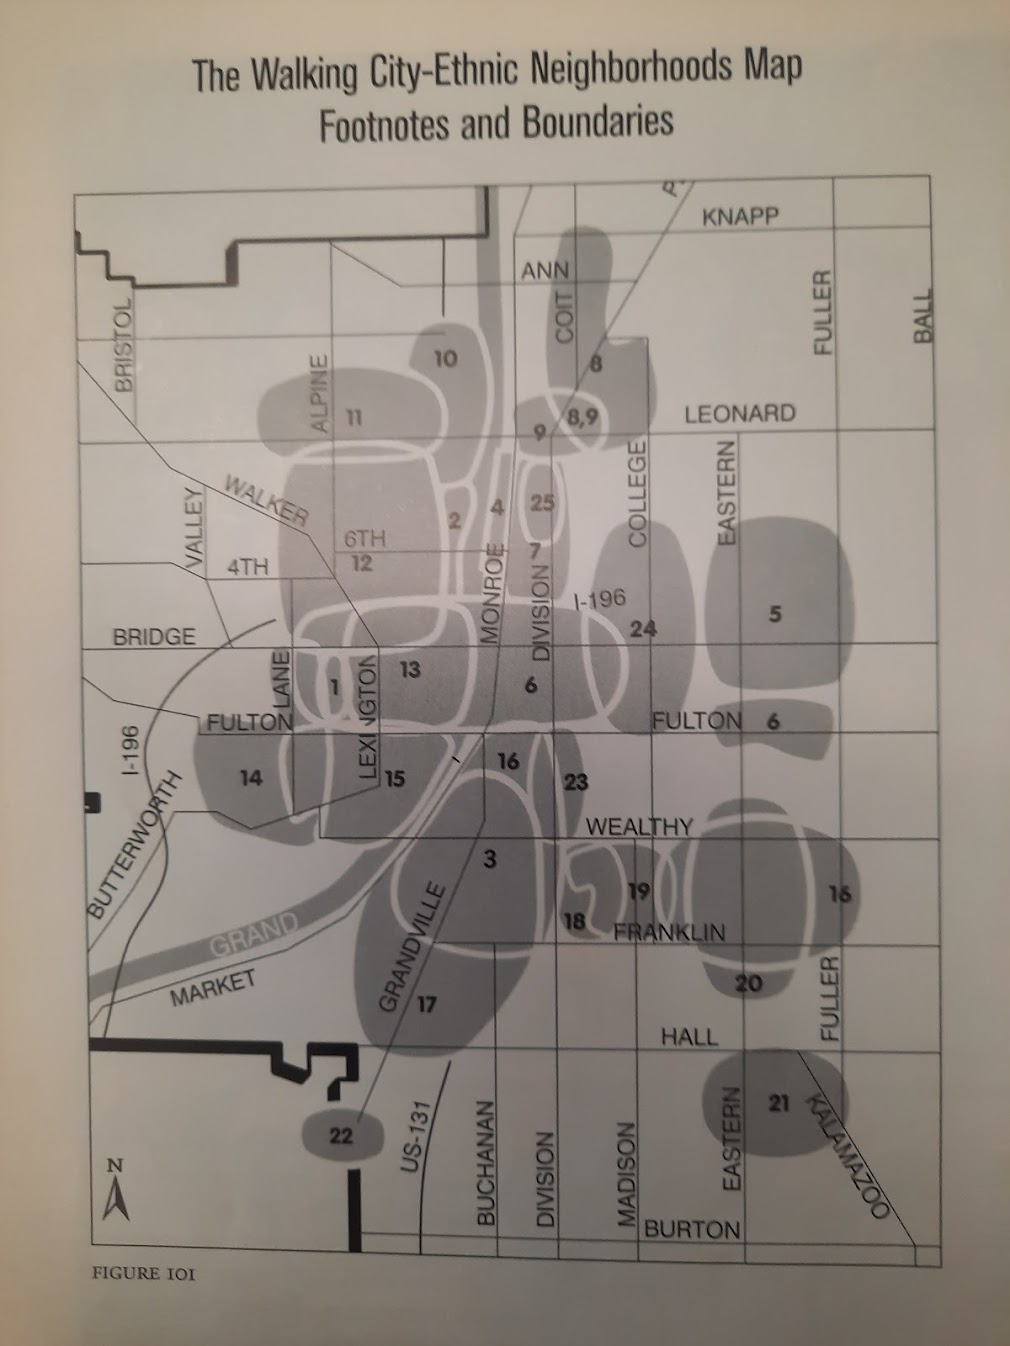 The Walking City-Ethnic Neighborhoods Map
Footnotes and Boundaries
KNAPP
ANN
COIT
FULLER
BALL
BRISTOL
ALPINE
10
8
11
9
8,9
LEONARD
WALKER
VALLEY
COLLEGE
EASTERN
2
4
25
6TH
12
7
4TH
MONROE
DIVISION
I-196
24
5
BRIDGE
LANE
1
LEXINGTON
13
6
FULTON
FULTON
6
I-196
14
15
16
23
BUTTERWORTH
WEALTHY
3
19
16
18
FRANKLIN
GRAND
MARKET
GRANDVILLE
17
20
FULLER
HALL
22
US-131
BUCHANAN
DIVISION
MADISON
EASTERN
21
KALAMAZOO
N
BURTON
FIGURE 101